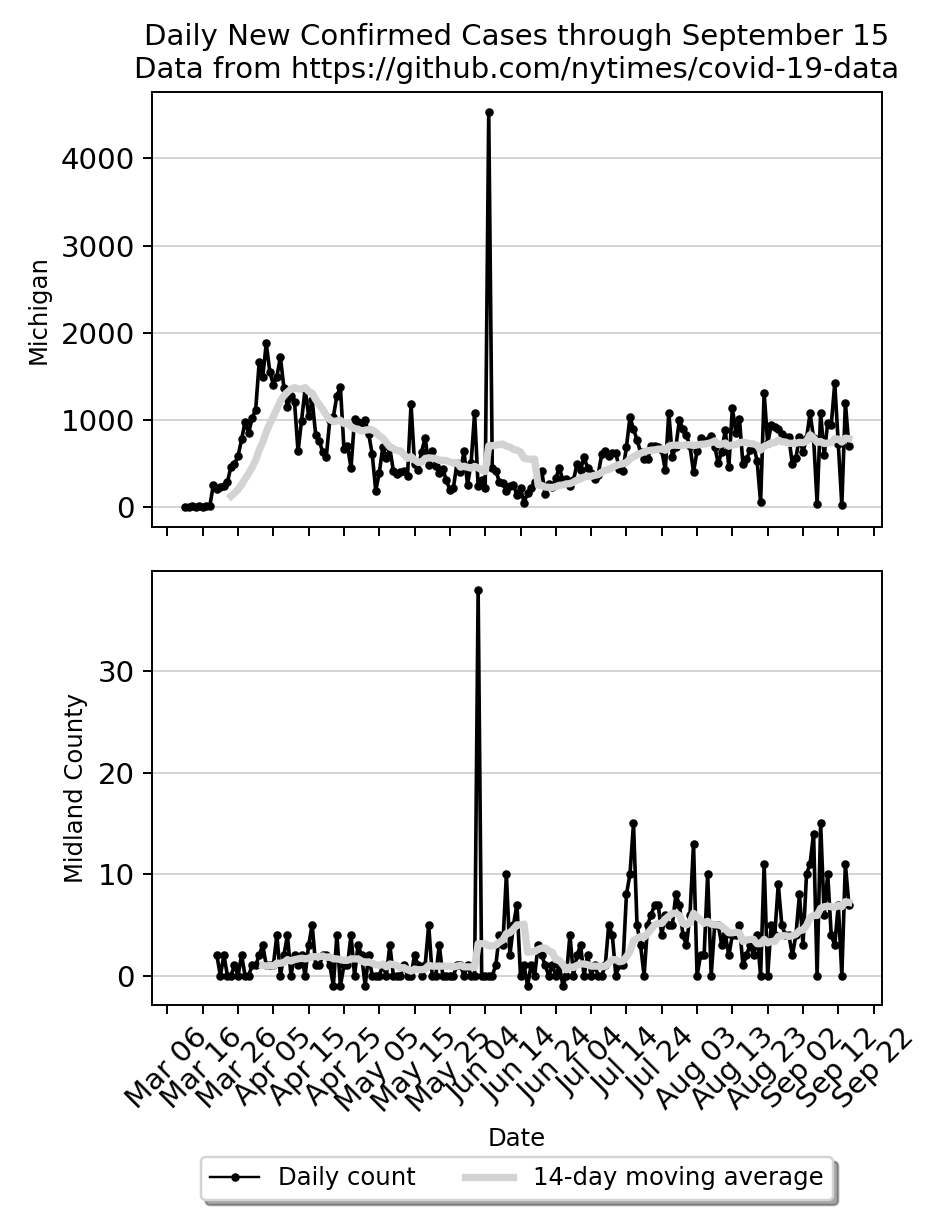 Daily New Confirmed Cases through September 15
Data from https://github.com/nytimes/covid-19-data
4000
3000
2000
1000
0
Michigan
30
20
10
0
Midland County
Mar 06
Mar 16
Mar 26
Apr 05
Apr 15
Apr 25
May 05
May 15
May 25
Jun 04
Jun 14
Jun 24
Jul 04
Jul 14
Jul 24
Aug 03
Aug 13
Aug 23
Sep 02
Sep 12
Sep 22
Date
Daily count
14-day moving average